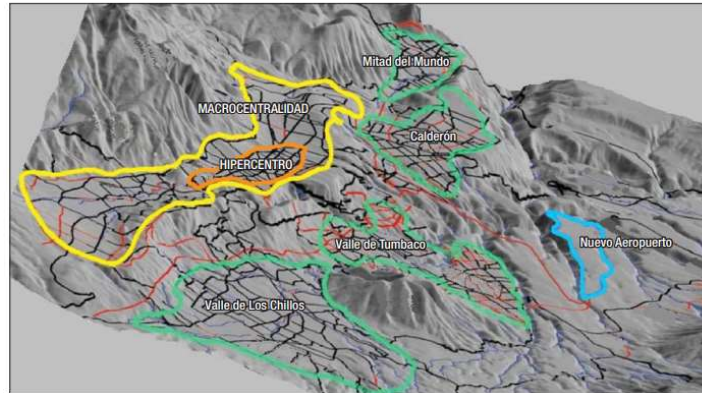 Mitad del Mundo
MACROCENTRALIDAD
Calderón
HIPERCENTRO
Valle de Tumbaco
Nuevo Aeropuerto
Valle de Los Chillos